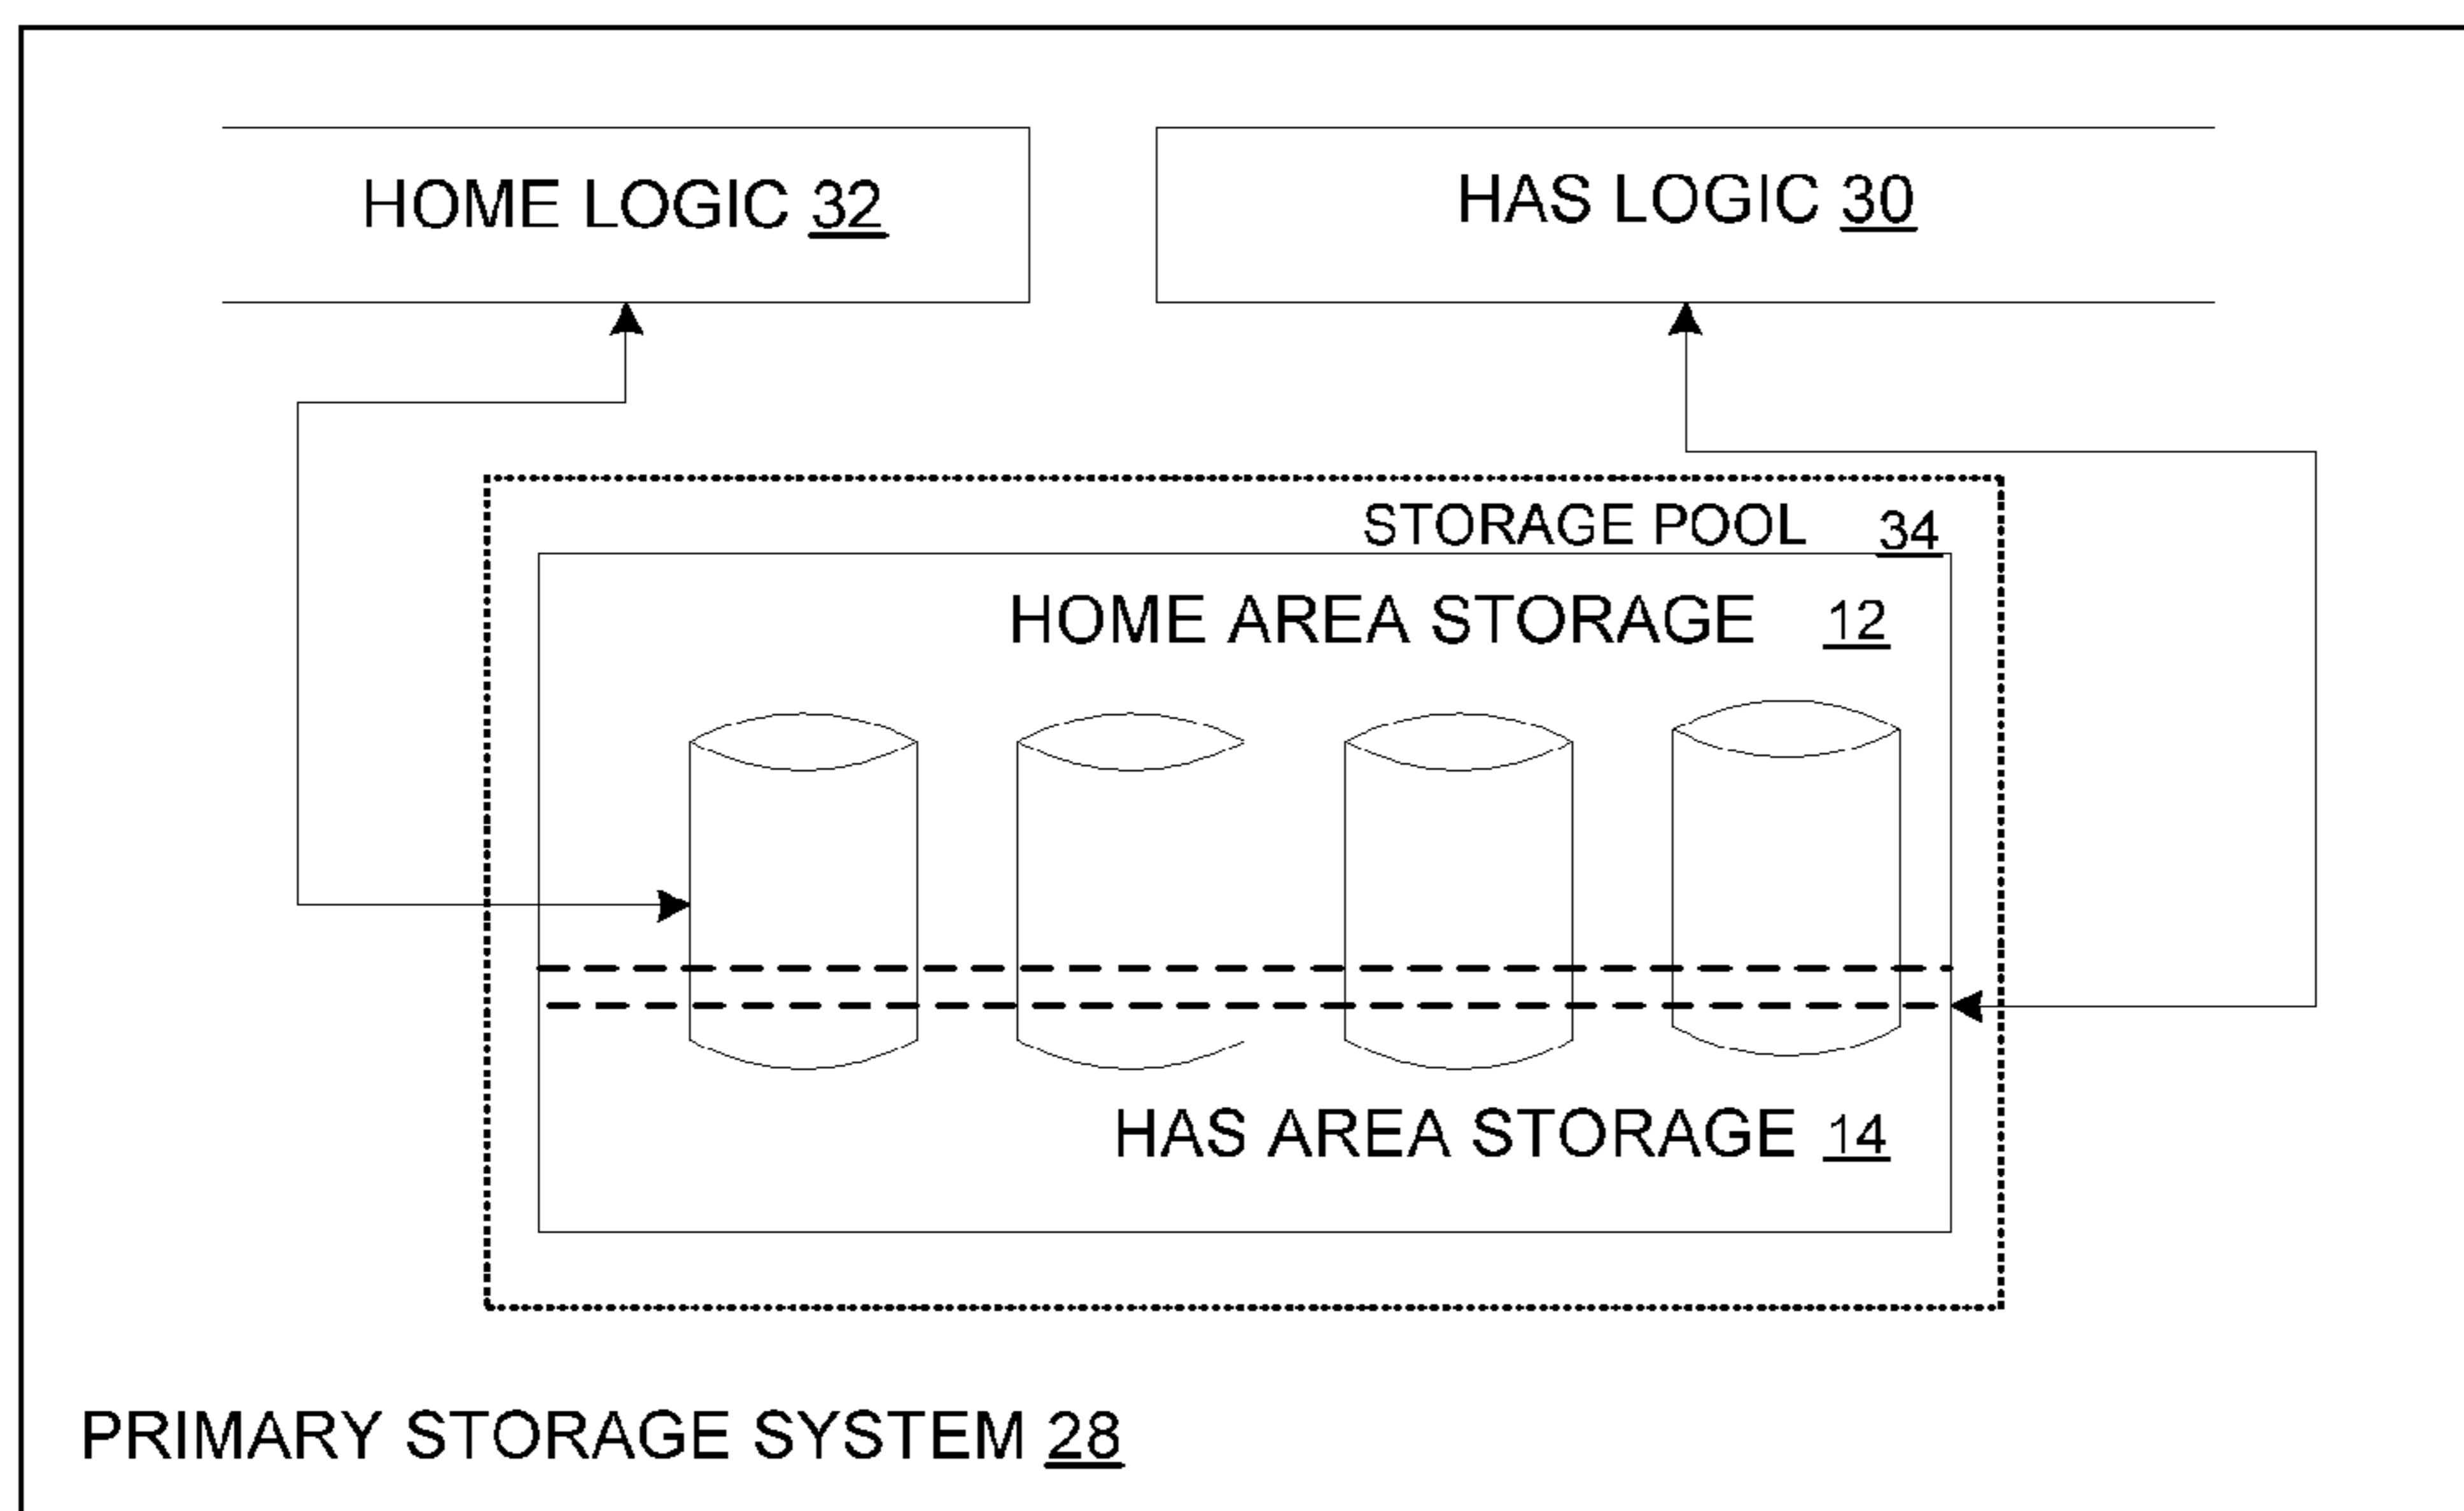 HOME LOGIC 32
HAS LOGIC 30
STORAGE POOL 34
HOME AREA STORAGE 12
HAS AREA STORAGE 14
PRIMARY STORAGE SYSTEM 28